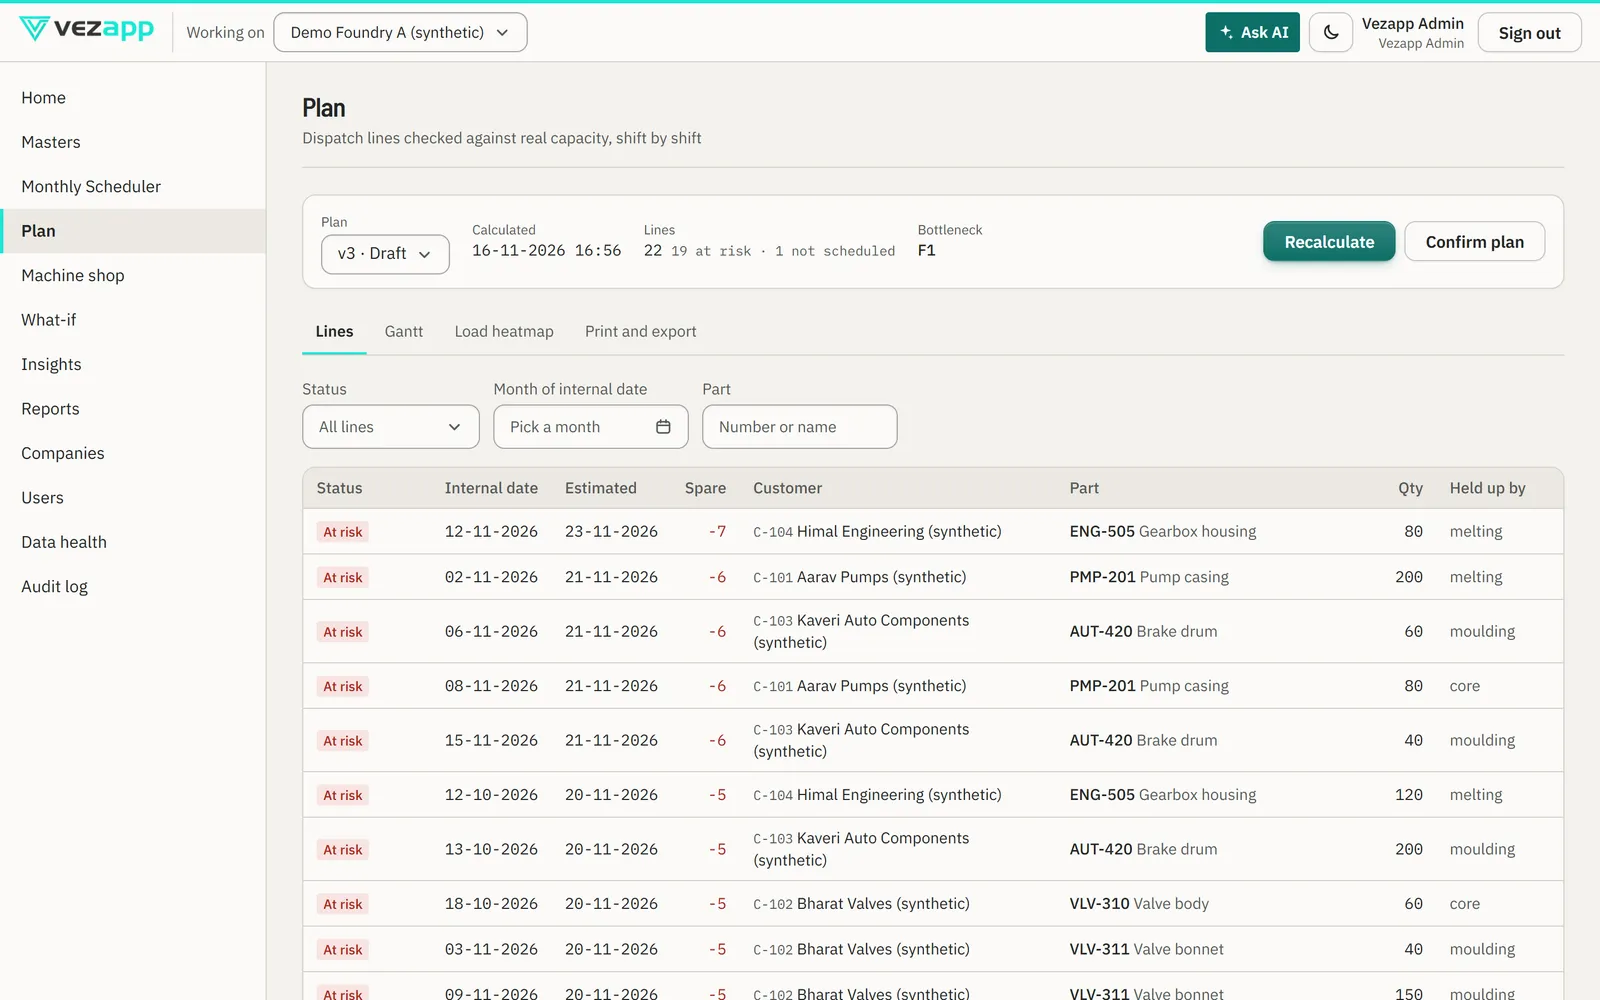 vezapp
Working on
Demo Foundry A (synthetic)
Ask AI
Vezapp Admin
Vezapp Admin
Sign out
Home
Masters
Monthly Scheduler
Plan
Machine shop
What-if
Insights
Reports
Companies
Users
Data health
Audit log
Plan
Dispatch lines checked against real capacity, shift by shift
Plan
v3 · Draft
Calculated
16-11-2026 16:56
Lines
22 19 at risk · 1 not scheduled
Bottleneck
F1
Recalculate
Confirm plan
Lines Gantt Load heatmap Print and export
Status Month of internal date Part
All lines Pick a month Number or name
Status Internal date Estimated Spare Customer Part Qty Held up by
At risk 12-11-2026 23-11-2026 -7 C-104 Himal Engineering (synthetic) ENG-505 Gearbox housing 80 melting
At risk 02-11-2026 21-11-2026 -6 C-101 Aarav Pumps (synthetic) PMP-201 Pump casing 200 melting
At risk 06-11-2026 21-11-2026 -6 C-103 Kaveri Auto Components
(synthetic) AUT-420 Brake drum 60 moulding
At risk 08-11-2026 21-11-2026 -6 C-101 Aarav Pumps (synthetic) PMP-201 Pump casing 80 core
At risk 15-11-2026 21-11-2026 -6 C-103 Kaveri Auto Components
(synthetic) AUT-420 Brake drum 40 moulding
At risk 12-10-2026 20-11-2026 -5 C-104 Himal Engineering (synthetic) ENG-505 Gearbox housing 120 melting
At risk 13-10-2026 20-11-2026 -5 C-103 Kaveri Auto Components
(synthetic) AUT-420 Brake drum 200 moulding
At risk 18-10-2026 20-11-2026 -5 C-102 Bharat Valves (synthetic) VLV-310 Valve body 60 core
At risk 03-11-2026 20-11-2026 -5 C-102 Bharat Valves (synthetic) VLV-311 Valve bonnet 40 moulding
At risk 09-11-2026 20-11-2026 -5 C-102 Bharat Valves (synthetic) VLV-311 Valve bonnet 150 moulding